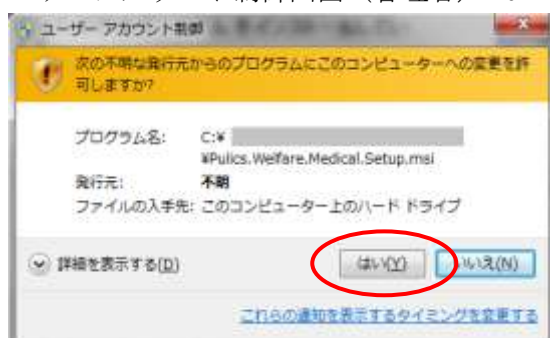 ユーザー アカウント制御
次の不明な発行元からのプログラムにこのコンピューターへの変更を許
可しますか?
プログラム名: C:¥
¥Pulics.Welfare.Medical.Setup.msi
発行元: 不明
ファイルの入手先: このコンピューター上のハード ドライブ
詳細を表示する(D) はい(Y) いいえ(N)
これらの通知を表示するタイミングを変更する